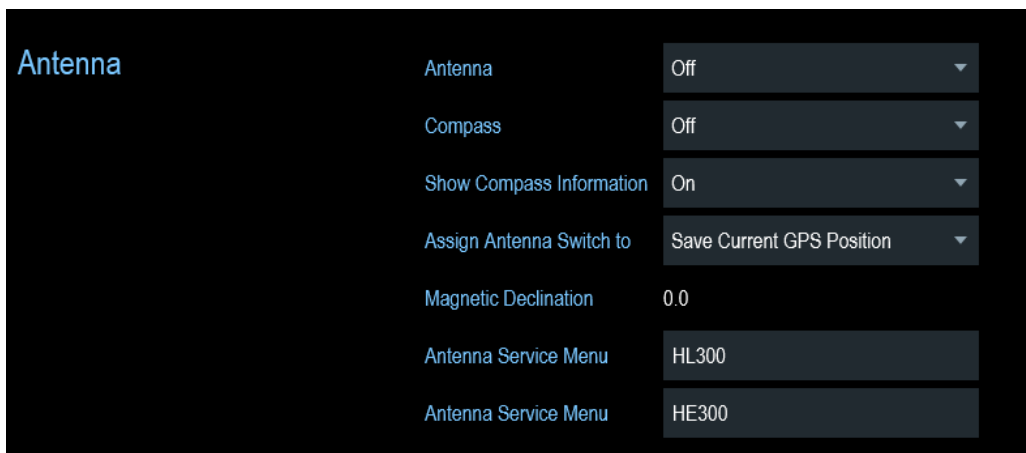 Antenna
Antenna Off
Compass Off
Show Compass Information On
Assign Antenna Switch to Save Current GPS Position
Magnetic Declination 0.0
Antenna Service Menu HL300
Antenna Service Menu HE300